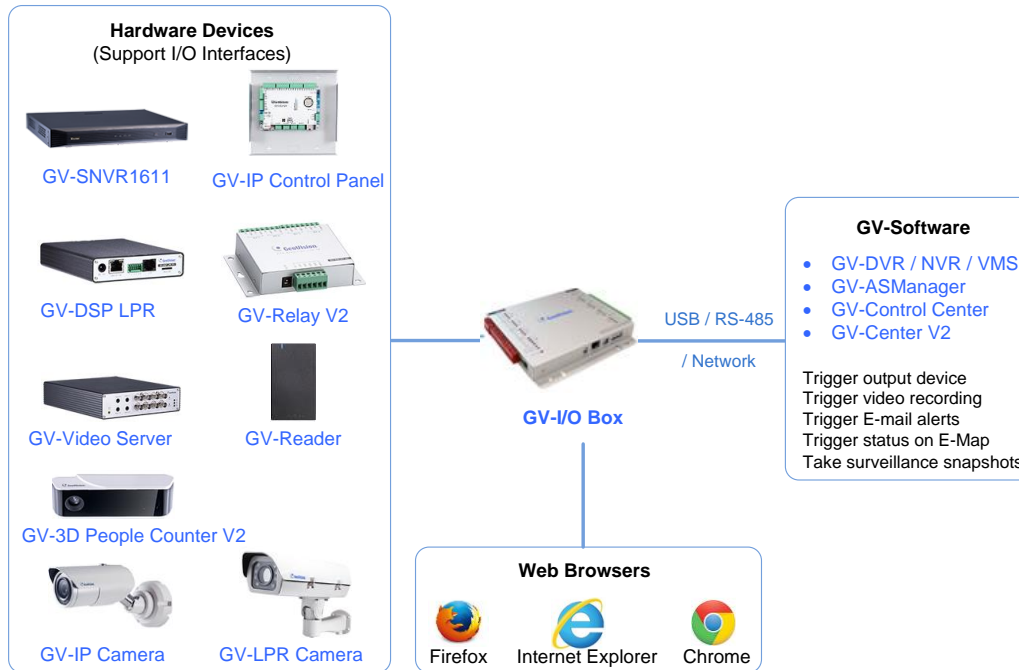 Hardware Devices
(Support I/O Interfaces)
GV-SNVR1611
GV-IP Control Panel
GeoVision
GV-DSP LPR
GV-Relay V2
GV-Video Server
GV-Reader
GV-3D People Counter V2
GV-IP Camera
GV-LPR Camera
GV-I/O Box
USB / RS-485
/ Network
GV-Software
• GV-DVR / NVR / VMS
• GV-ASManager
• GV-Control Center
• GV-Center V2
Trigger output device
Trigger video recording
Trigger E-mail alerts
Trigger status on E-Map
Take surveillance snapshots
Web Browsers
Firefox
Internet Explorer
Chrome